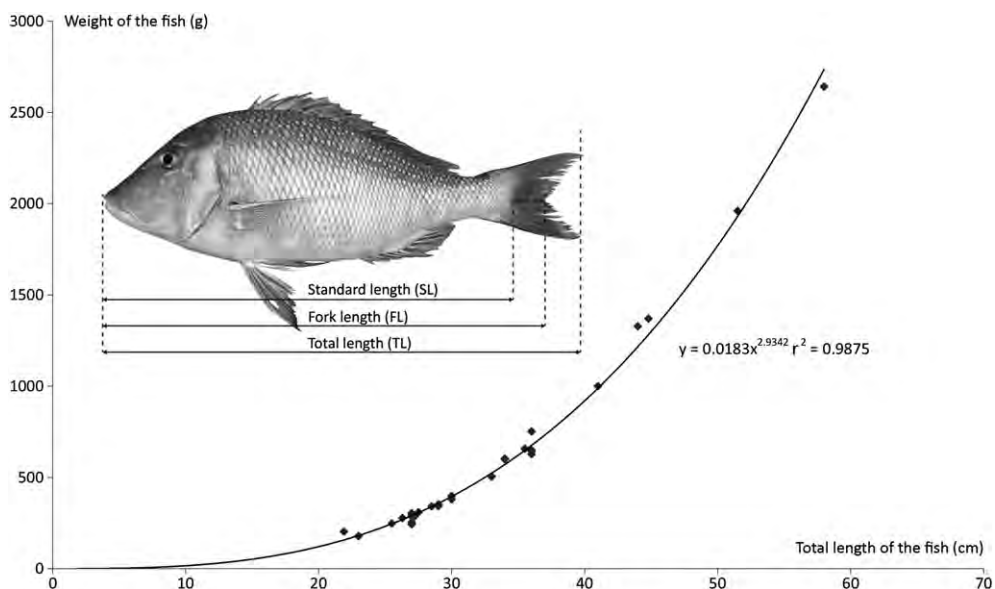 Weight of the fish (g)
3000
2500
2000
1500
1000
500
0
Standard length (SL)
Fork length (FL)
Total length (TL)
y = 0.0183x^2.9342 r^2 = 0.9875
Total length of the fish (cm)
0 10 20 30 40 50 60 70